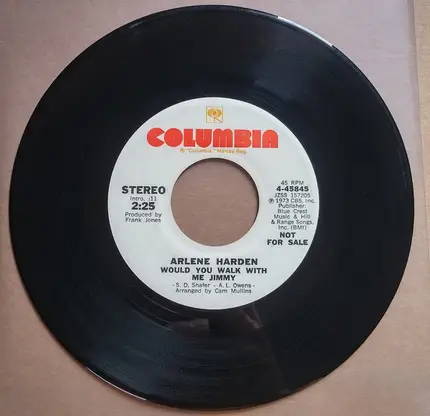 COLUMBIA
® "Columbia" Marcas Reg.
STEREO
Intro. :11
2:25
Produced by
Frank Jones
45 RPM
4-45845
JZSS 157205
℗ 1973 CBS, Inc.
Publisher:
Blue Crest
Music & Hill
& Range Songs,
Inc. (BMI)
NOT
FOR SALE
ARLENE HARDEN
WOULD YOU WALK WITH
ME JIMMY
- S. D. Shafer - A. L. Owens -
Arranged by Cam Mullins